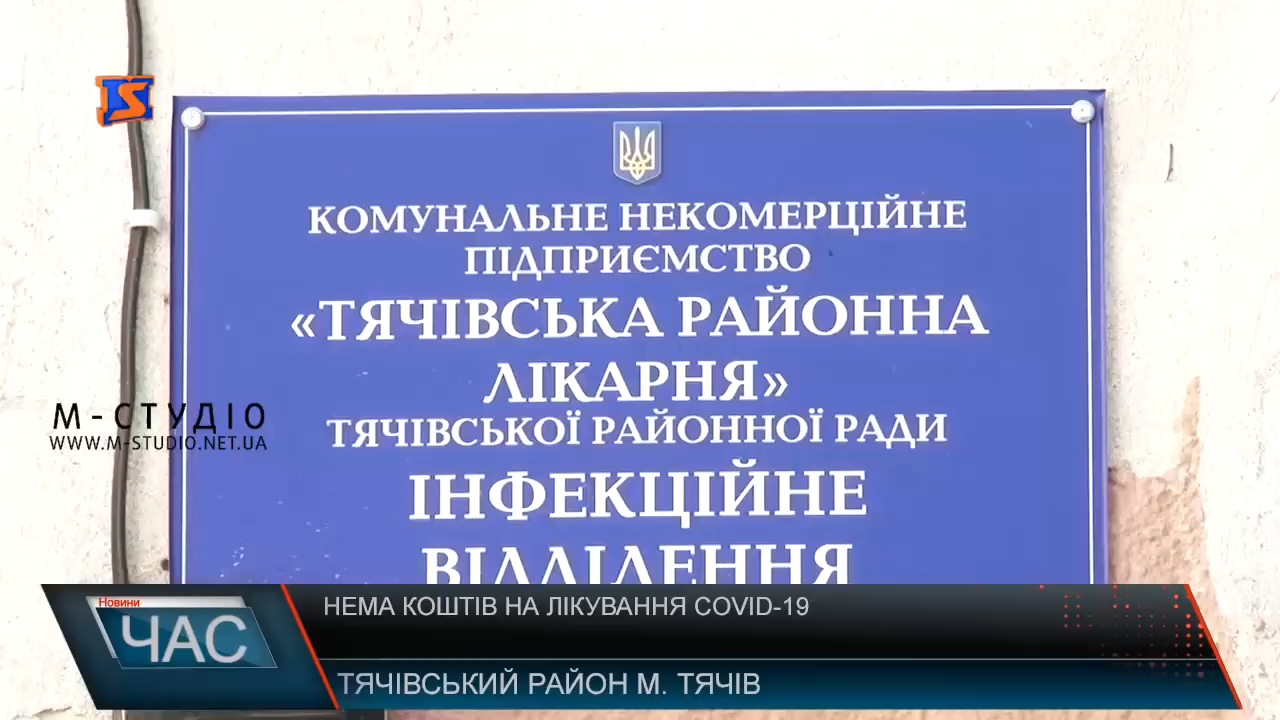 КОМУНАЛЬНЕ НЕКОМЕРЦІЙНЕ
ПІДПРИЄМСТВО
«ТЯЧІВСЬКА РАЙОННА
ЛІКАРНЯ»
ТЯЧІВСЬКОЇ РАЙОННОЇ РАДИ
ІНФЕКЦІЙНЕ
ВІДДІЛЕННЯ
М-СТУДІО
WWW.M-STUDIO.NET.UA
Новини
ЧАС
НЕМА КОШТІВ НА ЛІКУВАННЯ COVID-19
ТЯЧІВСЬКИЙ РАЙОН М. ТЯЧІВ